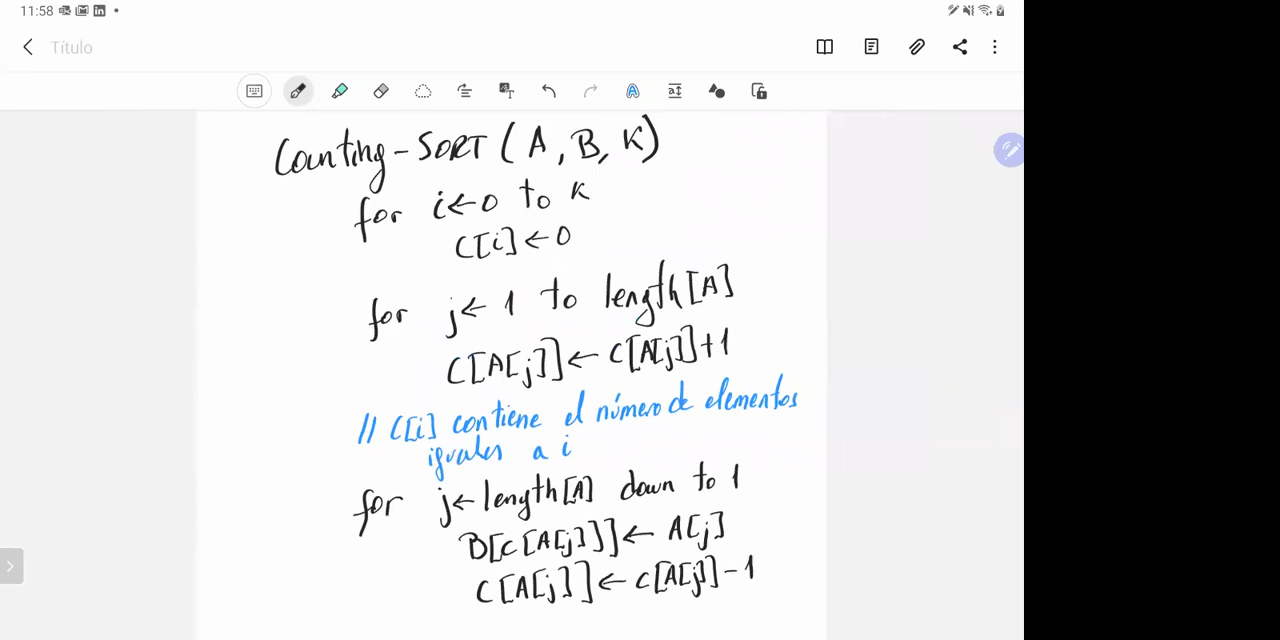 11:58
Título
Counting-SORT (A, B, K)
for i←0 to K
C[i]←0
for j←1 to length[A]
C[A[j]]←C[A[j]]+1
// C[i] contiene el número de elementos
iguales a i
for j←length[A] down to 1
B[C[A[j]]]←A[j]
C[A[j]]←C[A[j]]-1